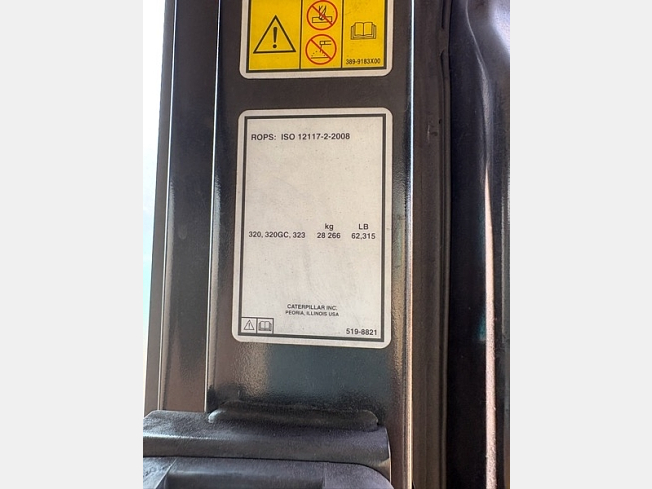 389-9183X00
ROPS: ISO 12117-2-2008
kg LB
320, 320GC, 323 28 266 62,315
CATERPILLAR INC.
PEORIA, ILLINOIS USA
519-8821